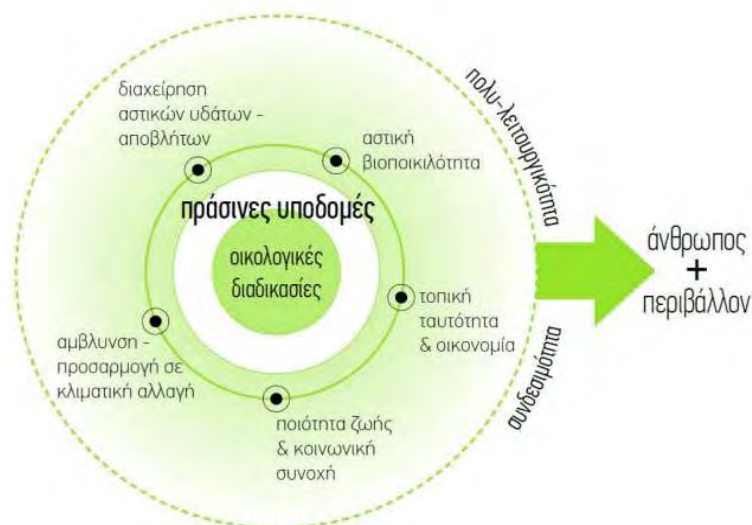 διαχείρηση
αστικών υδάτων -
αποβλήτων
αστική
βιοποικιλότητα
πολυ-λειτουργικότητα
πράσινες υποδομές
οικολογικές
διαδικασίες
άνθρωπος
+
περιβάλλον
τοπική
ταυτότητα
& οικονομία
αμβλυνση -
προσαρμογή σε
κλιματική αλλαγή
συνδεσιμότητα
ποιότητα ζωής
& κοινωνική
συνοχή